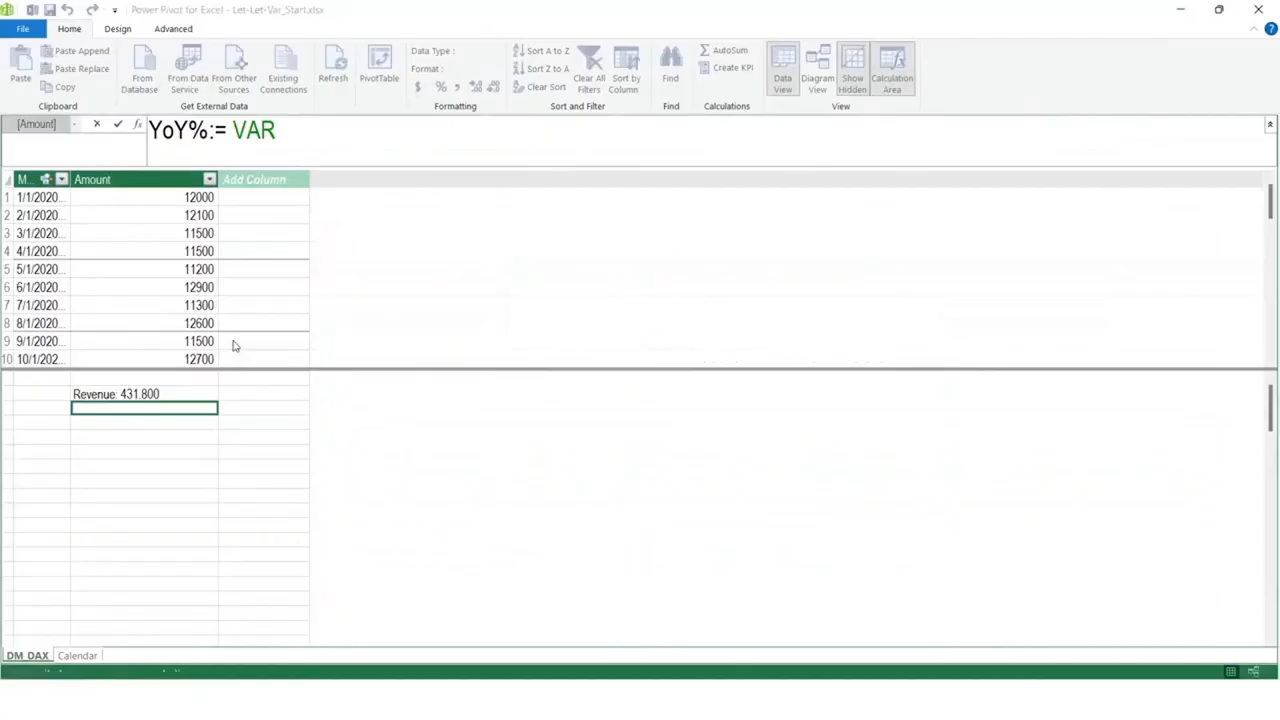 Power Pivot for Excel - Let-Let-Var_Start.xlsx
File Home Design Advanced
Paste
Paste Append
Paste Replace
Copy
Clipboard
From Database
From Data Service
From Other Sources
Existing Connections
Get External Data
Refresh
PivotTable
Data Type :
Format :
$ % ,
Formatting
Sort A to Z
Sort Z to A
Clear Sort
Clear All Filters
Sort by Column
Sort and Filter
Find
Find
AutoSum
Create KPI
Calculations
Data View
Diagram View
Show Hidden
Calculation Area
View
[Amount] fx YoY%:= VAR
M... Amount Add Column
1 1/1/2020... 12000
2 2/1/2020... 12100
3 3/1/2020... 11500
4 4/1/2020... 11500
5 5/1/2020... 11200
6 6/1/2020... 12900
7 7/1/2020... 11300
8 8/1/2020... 12600
9 9/1/2020... 11500
10 10/1/202... 12700
Revenue: 431.800
DM_DAX Calendar